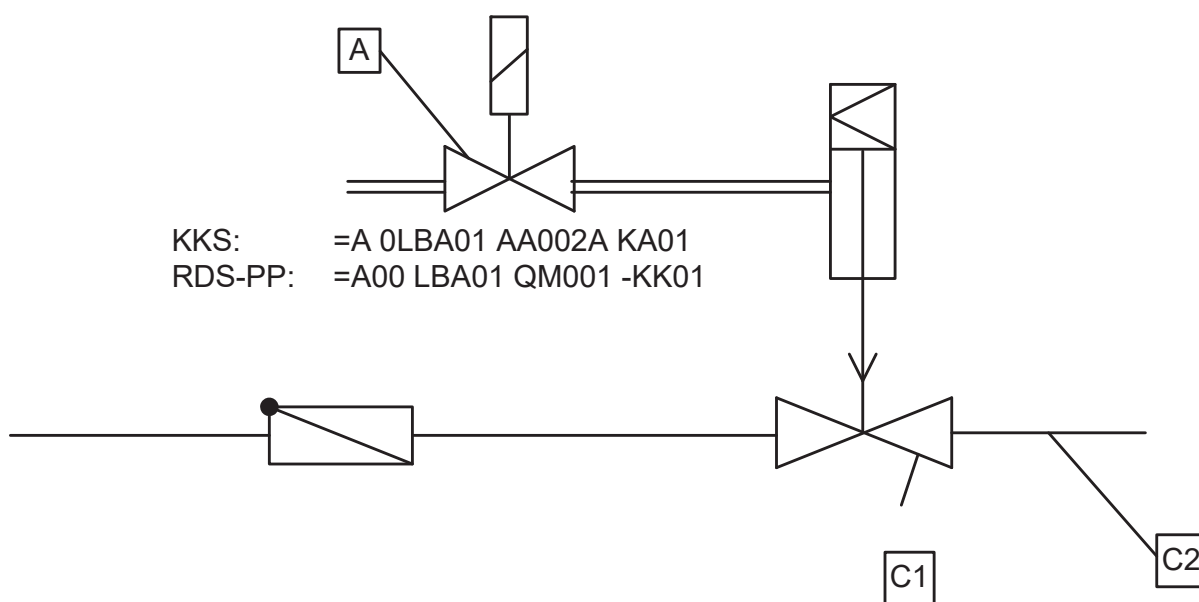 A
KKS: =A 0LBA01 AA002A KA01
RDS-PP: =A00 LBA01 QM001 -KK01
C1
C2